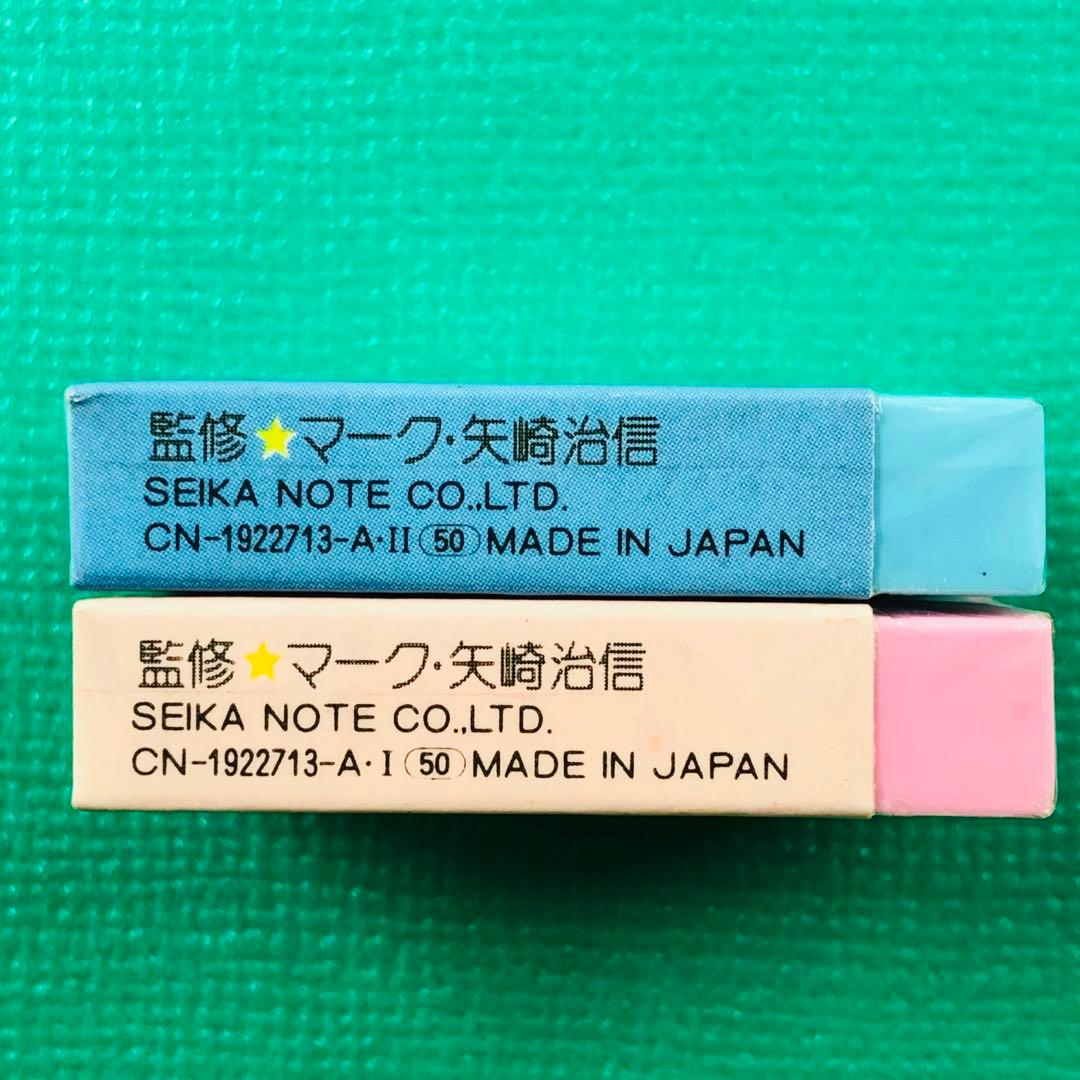 監修★マーク・矢崎治信
SEIKA NOTE CO.,LTD.
CN-1922713-A・II 50 MADE IN JAPAN
監修★マーク・矢崎治信
SEIKA NOTE CO.,LTD.
CN-1922713-A・I 50 MADE IN JAPAN